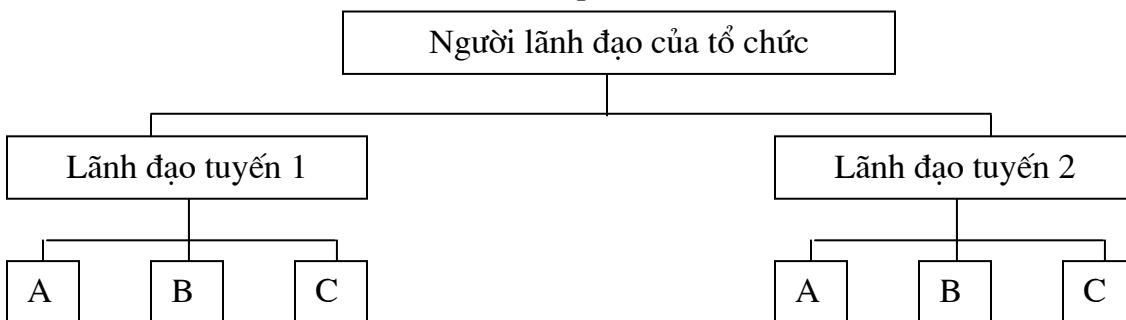 Người lãnh đạo của tổ chức
Lãnh đạo tuyến 1 Lãnh đạo tuyến 2
A B C A B C